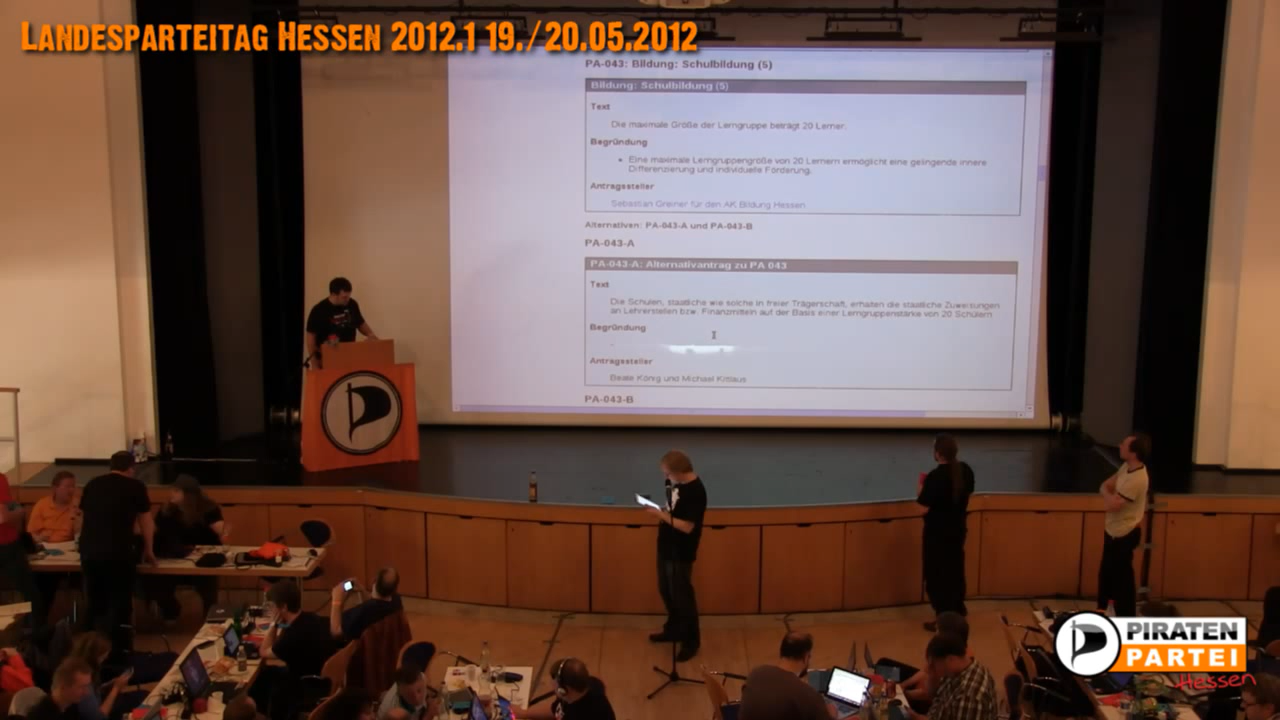 LANDESPARTEITAG HESSEN 2012.1 19./20.05.2012
PA-043: Bildung: Schulbildung (5)
Bildung: Schulbildung (5)
Text
Die maximale Größe der Lerngruppe beträgt 20 Lerner.
Begründung
• Eine maximale Lerngruppengröße von 20 Lernern ermöglicht eine gelingende innere
Differenzierung und individuelle Förderung.
Antragssteller
Sebastian Greiner für den AK Bildung Hessen
Alternativen: PA-043-A und PA-043-B
PA-043-A
PA-043-A: Alternativantrag zu PA 043
Text
Die Schulen, staatliche wie solche in freier Trägerschaft, erhalten die staatliche Zuweisungen
an Lehrerstellen bzw. Finanzmitteln auf der Basis einer Lerngruppenstärke von 20 Schülern
Begründung
Antragssteller
Beate König und Michael Kittlaus
PA-043-B
PIRATEN
PARTEI
Hessen